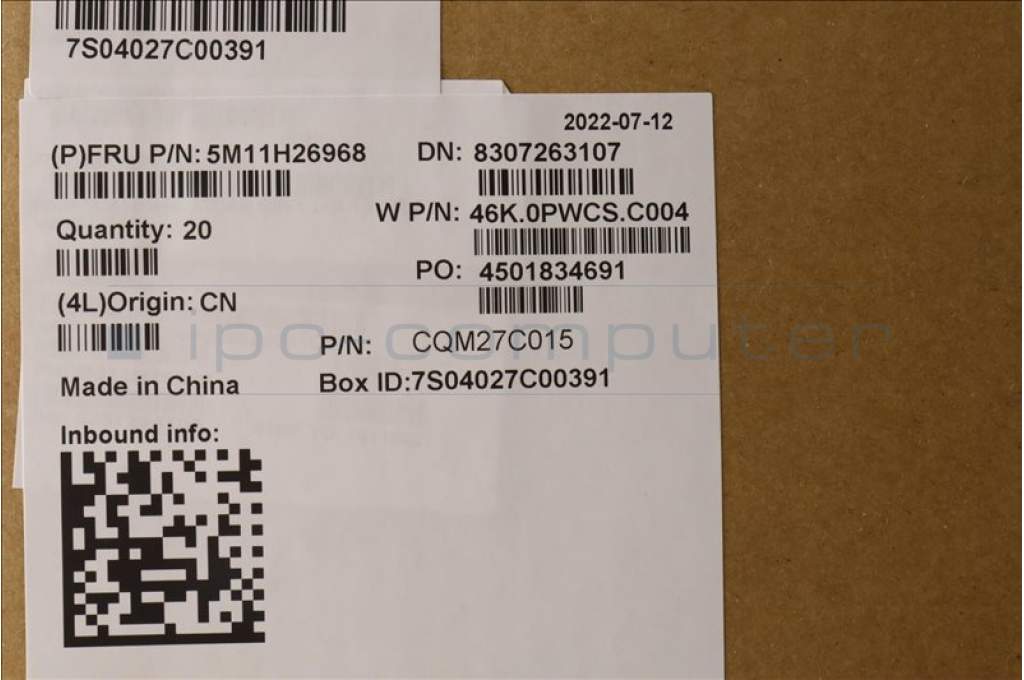 7S04027C00391
2022-07-12
(P)FRU P/N: 5M11H26968
DN: 8307263107
W P/N: 46K.0PWCS.C004
Quantity: 20
PO: 4501834691
(4L)Origin: CN
ipo computer
P/N: CQM27C015
Box ID:7S04027C00391
Made in China
Inbound info: